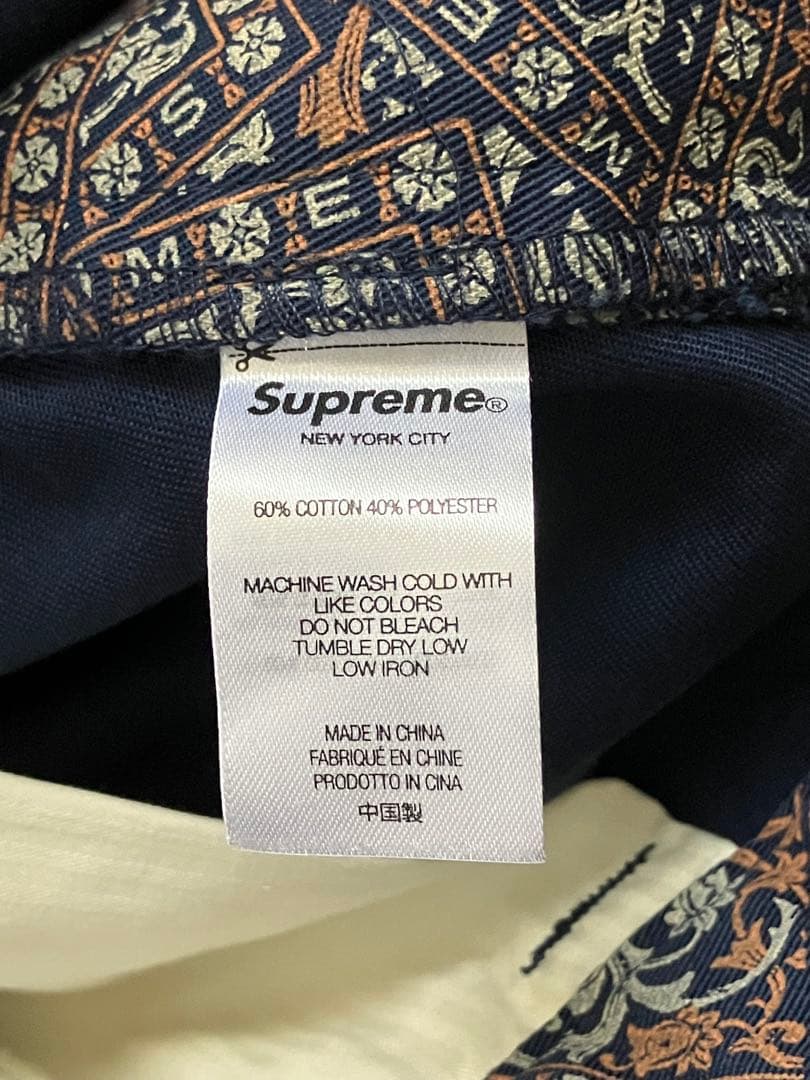 S
M E
E
M
Supreme®
NEW YORK CITY
60% COTTON 40% POLYESTER
MACHINE WASH COLD WITH
LIKE COLORS
DO NOT BLEACH
TUMBLE DRY LOW
LOW IRON
MADE IN CHINA
FABRIQUÉ EN CHINE
PRODOTTO IN CINA
中国製